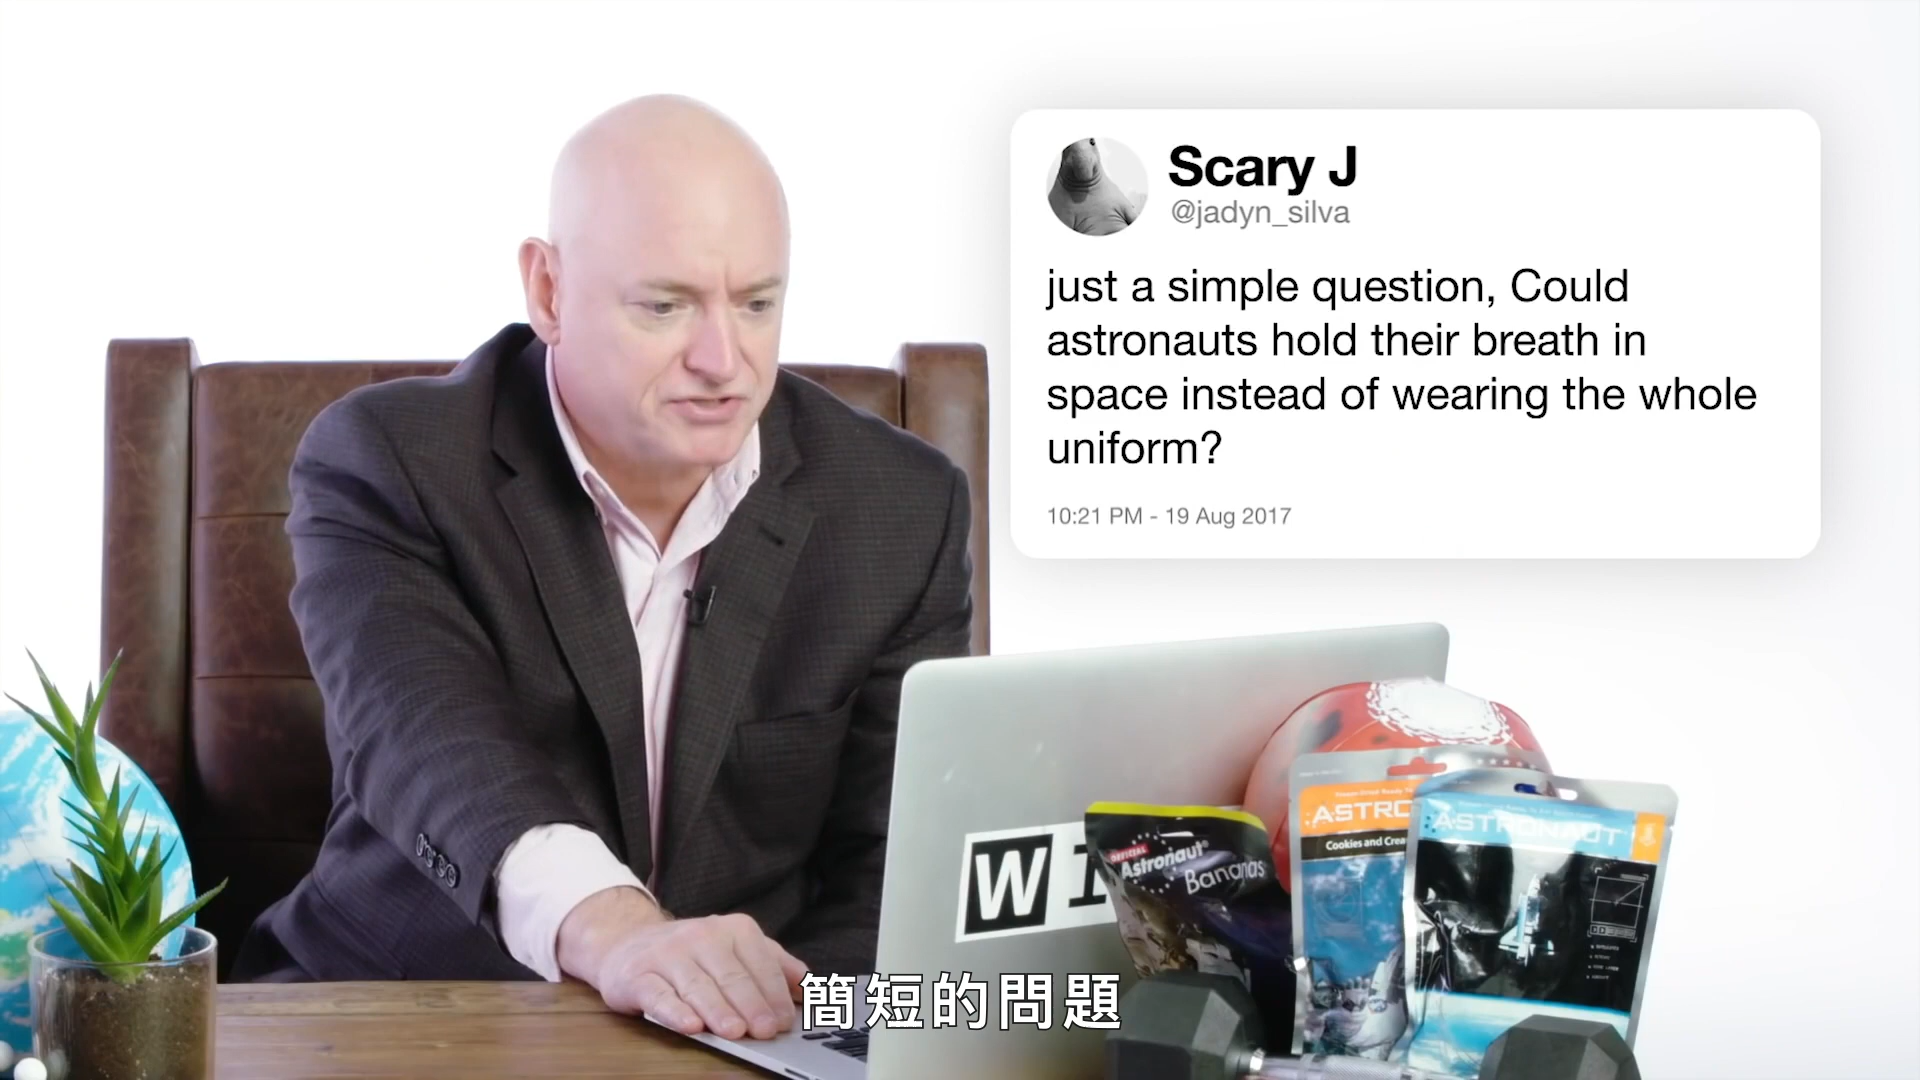 Scary J
@jadyn_silva
just a simple question, Could
astronauts hold their breath in
space instead of wearing the whole
uniform?
10:21 PM - 19 Aug 2017
W
OFFICIAL
Astronaut
Bananas
ASTRO
Cookies and Crea
ASTRONAUT
簡短的問題